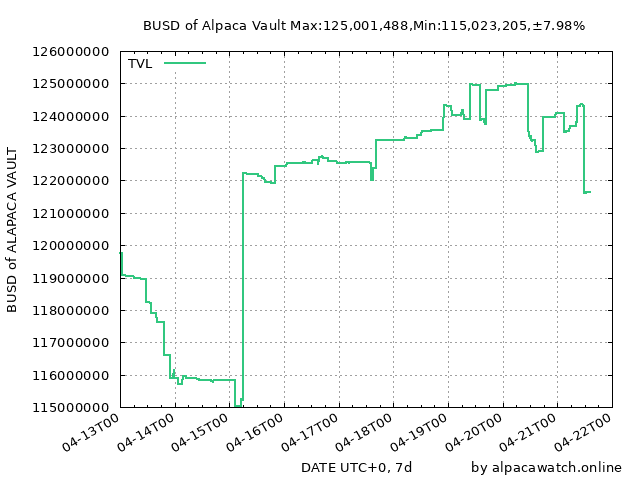 BUSD of Alpaca Vault Max:125,001,488,Min:115,023,205,±7.98%
TVL
BUSD of ALAPACA VAULT
126000000
125000000
124000000
123000000
122000000
121000000
120000000
119000000
118000000
117000000
116000000
115000000
04-13T00
04-14T00
04-15T00
04-16T00
04-17T00
04-18T00
04-19T00
04-20T00
04-21T00
04-22T00
DATE UTC+0, 7d
by alpacawatch.online